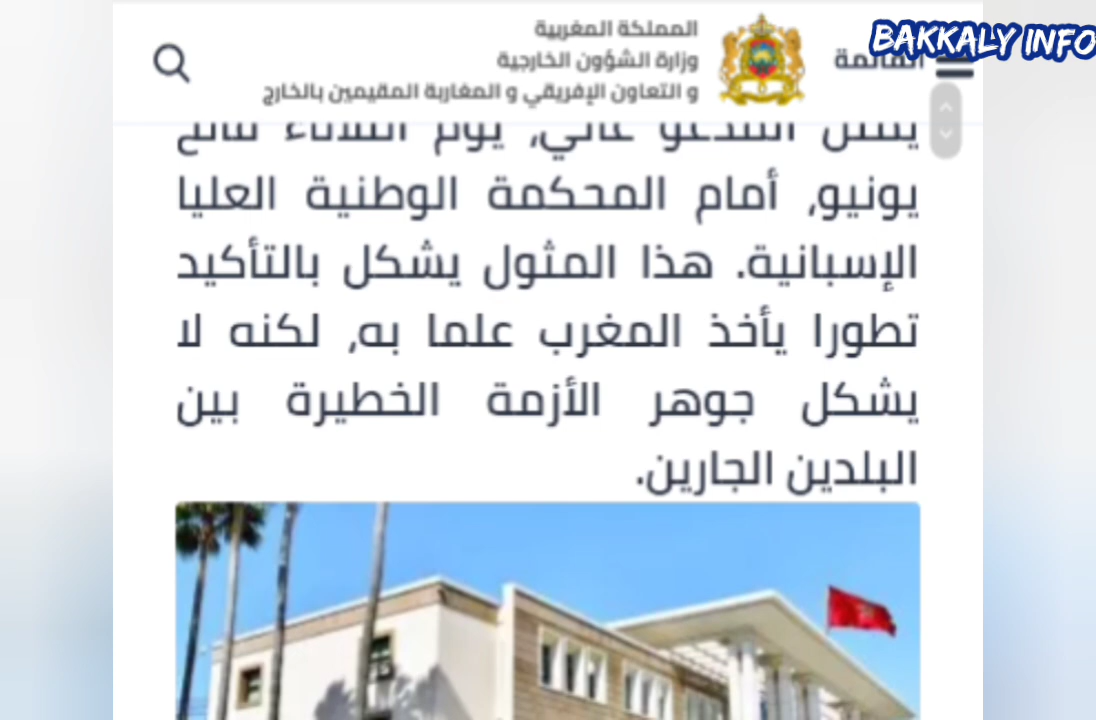 BAKKALY INFO
المملكة المغربية
وزارة الشؤون الخارجية
و التعاون الإفريقي و المغاربة المقيمين بالخارج
القائمة
يونيو, أمام المحكمة الوطنية العليا
الإسبانية. هذا المثول يشكل بالتأكيد
تطورا يأخذ المغرب علما به, لكنه لا
يشكل جوهر الأزمة الخطيرة بين
البلدين الجارين.